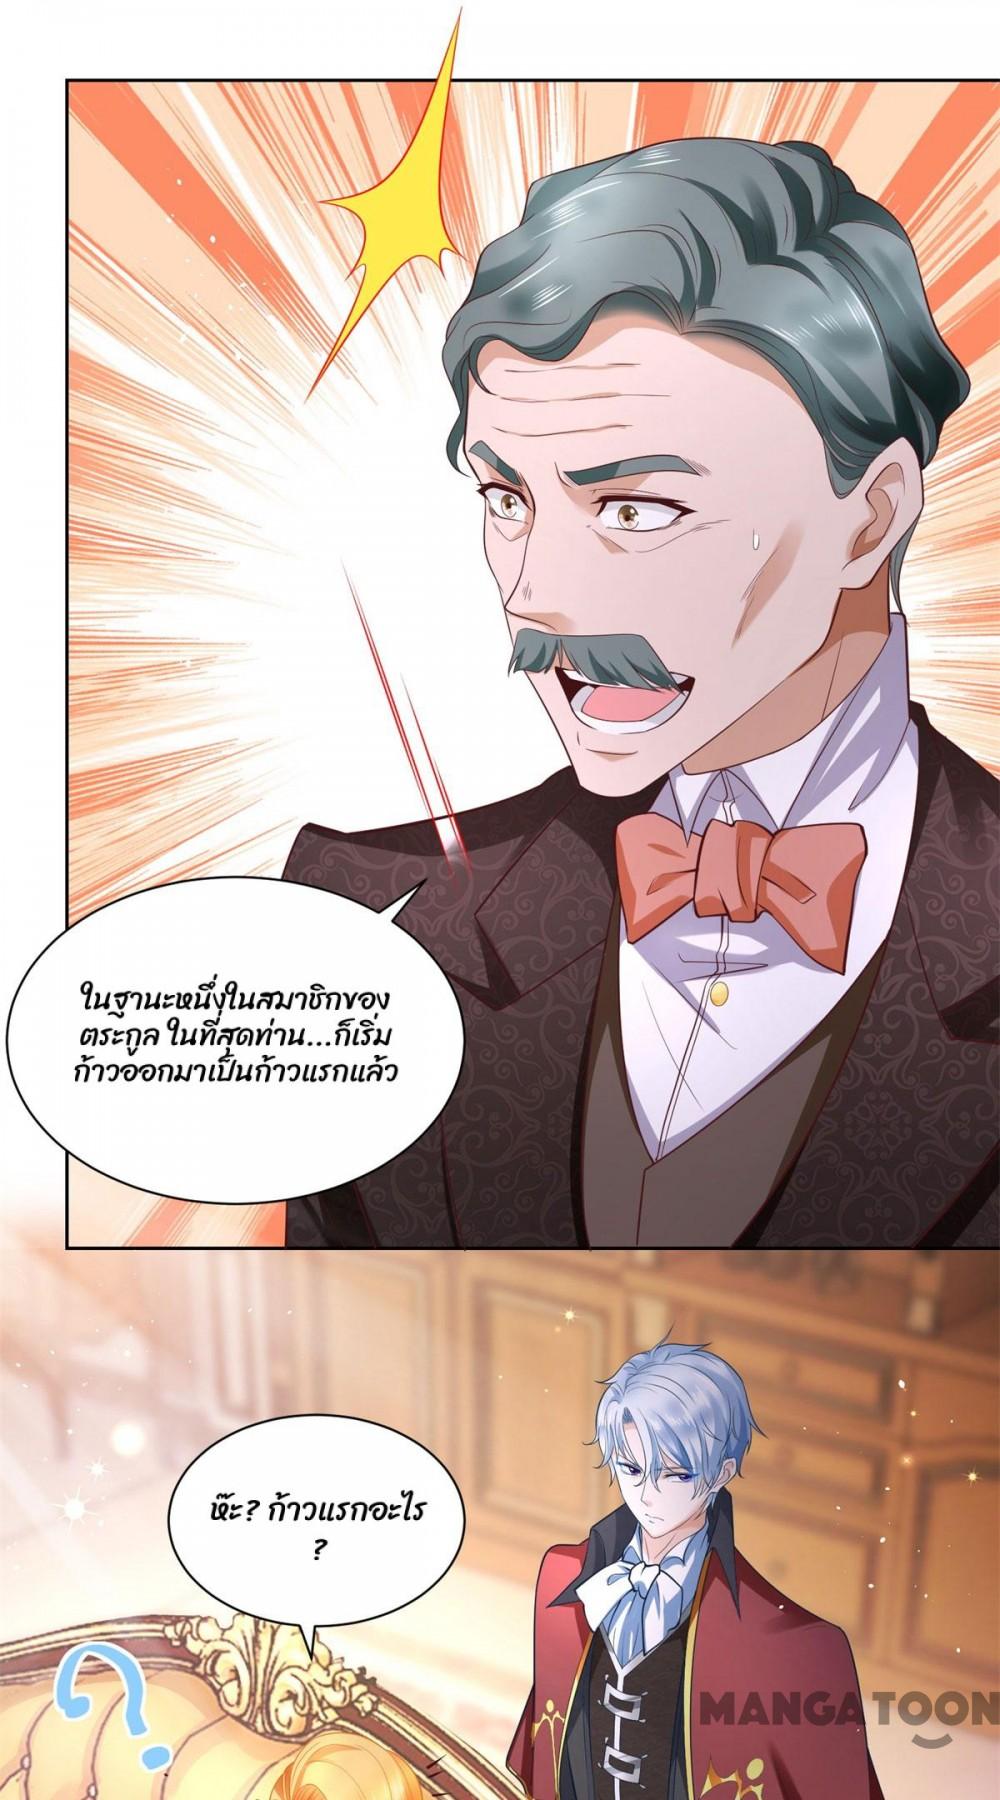 ในฐานะหนึ่งในสมาชิกของ
ตระกูล ในที่สุดท่าน...ก็เริ่ม
ก้าวออกมาเป็นก้าวแรกแล้ว
ห๊ะ? ก้าวแรกอะไร
?
?
MANGATOON